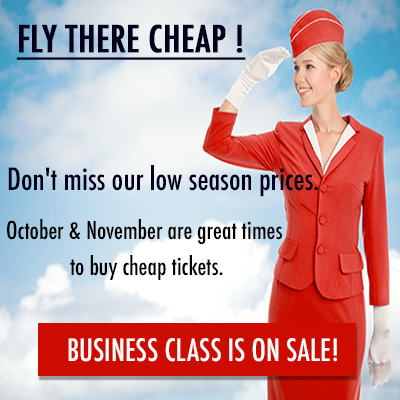 FLY THERE CHEAP !
Don't miss our low season prices.
October & November are great times
to buy cheap tickets.
BUSINESS CLASS IS ON SALE!